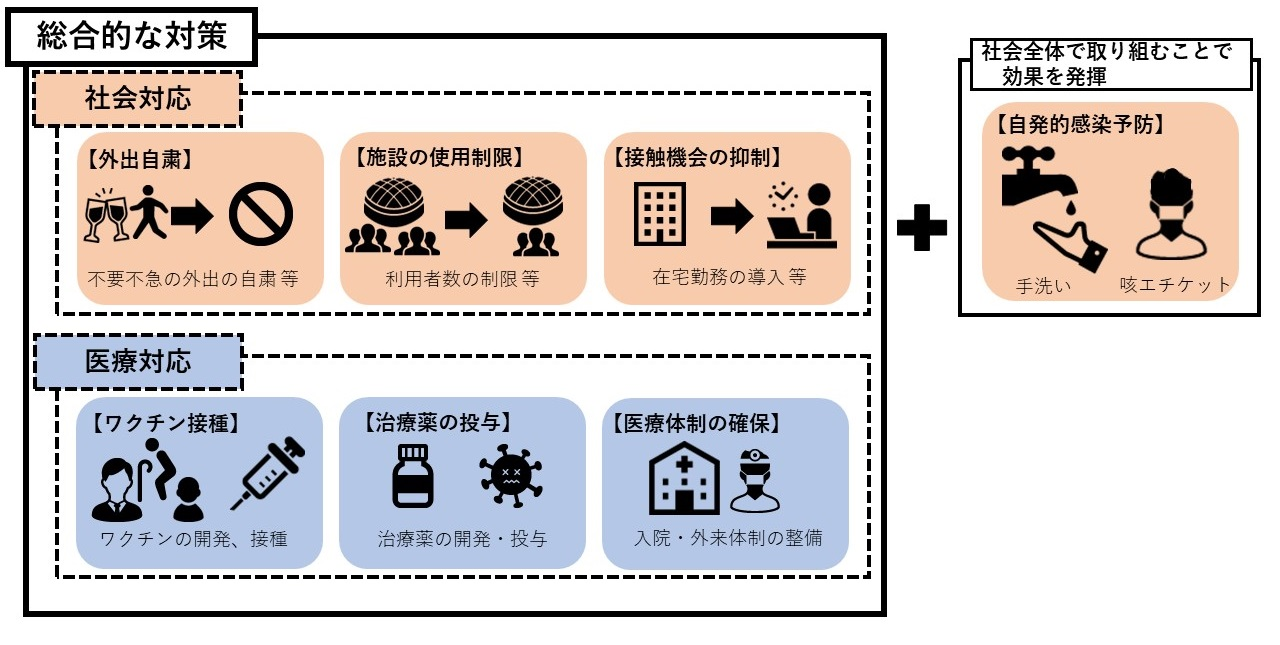 総合的な対策
社会対応
【外出自粛】
不要不急の外出の自粛 等
【施設の使用制限】
利用者数の制限 等
【接触機会の抑制】
在宅勤務の導入 等
医療対応
【ワクチン接種】
ワクチンの開発、接種
【治療薬の投与】
治療薬の開発・投与
【医療体制の確保】
入院・外来体制の整備
社会全体で取り組むことで
効果を発揮
【自発的感染予防】
手洗い
咳エチケット